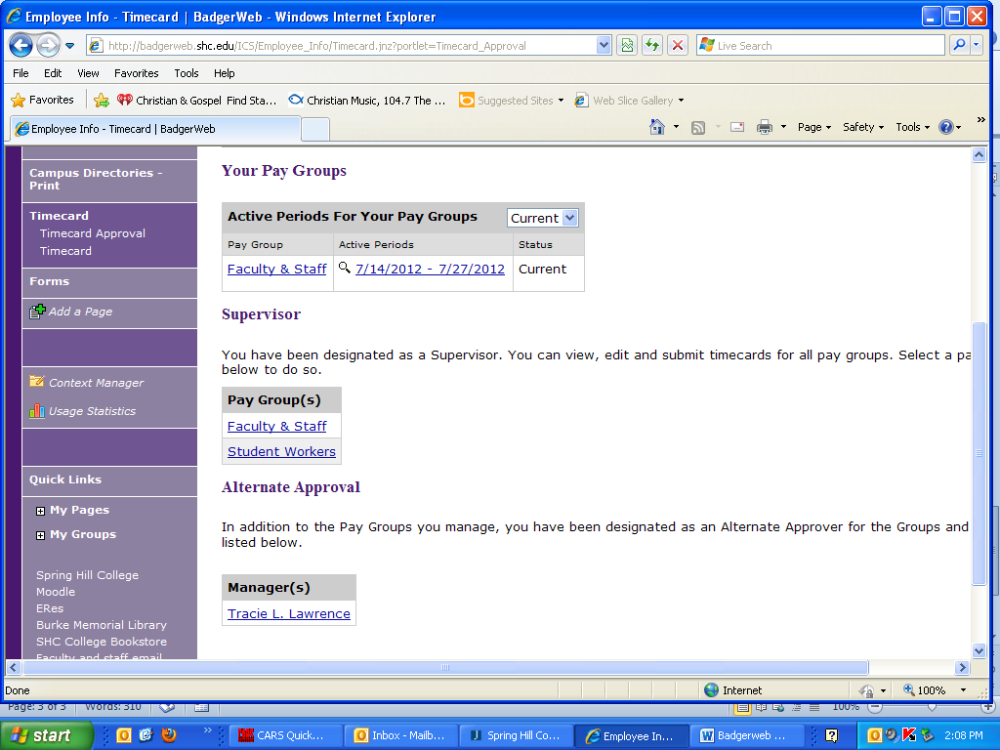 Employee Info - Timecard | BadgerWeb - Windows Internet Explorer
http://badgerweb.shc.edu/ICS/Employee_Info/Timecard.jnz?portlet=Timecard_Approval
Live Search
File Edit View Favorites Tools Help
Favorites
Christian & Gospel Find Sta...
Christian Music, 104.7 The ...
Suggested Sites
Web Slice Gallery
Employee Info - Timecard | BadgerWeb
Page Safety Tools
Campus Directories -
Print
Timecard
Timecard Approval
Timecard
Forms
Add a Page
Context Manager
Usage Statistics
Quick Links
My Pages
My Groups
Spring Hill College
Moodle
ERes
Burke Memorial Library
SHC College Bookstore
Faculty and staff email
Your Pay Groups
Active Periods For Your Pay Groups Current
Pay Group Active Periods Status
Faculty & Staff 7/14/2012 - 7/27/2012 Current
Supervisor
You have been designated as a Supervisor. You can view, edit and submit timecards for all pay groups. Select a pa
below to do so.
Pay Group(s)
Faculty & Staff
Student Workers
Alternate Approval
In addition to the Pay Groups you manage, you have been designated as an Alternate Approver for the Groups and
listed below.
Manager(s)
Tracie L. Lawrence
Done Internet 100%
Page: 3 of 3 Words: 310 100%
start
CARS Quick...
Inbox - Mailb...
Spring Hill Co...
Employee In...
Badgerweb ...
2:08 PM